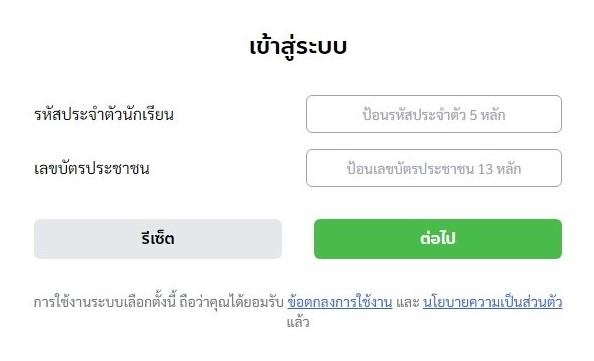 เข้าสู่ระบบ
รหัสประจำตัวนักเรียน
ป้อนรหัสประจำตัว 5 หลัก
เลขบัตรประชาชน
ป้อนเลขบัตรประชาชน 13 หลัก
รีเซ็ต
ต่อไป
การใช้งานระบบเลือกตั้งนี้ ถือว่าคุณได้ยอมรับ ข้อตกลงการใช้งาน และ นโยบายความเป็นส่วนตัว
แล้ว